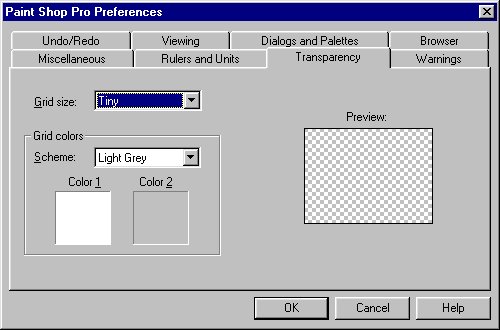 Paint Shop Pro Preferences
Undo/Redo Viewing Dialogs and Palettes Browser
Miscellaneous Rulers and Units Transparency Warnings
Grid size: Tiny
Preview:
Grid colors
Scheme: Light Grey
Color 1 Color 2
OK Cancel Help